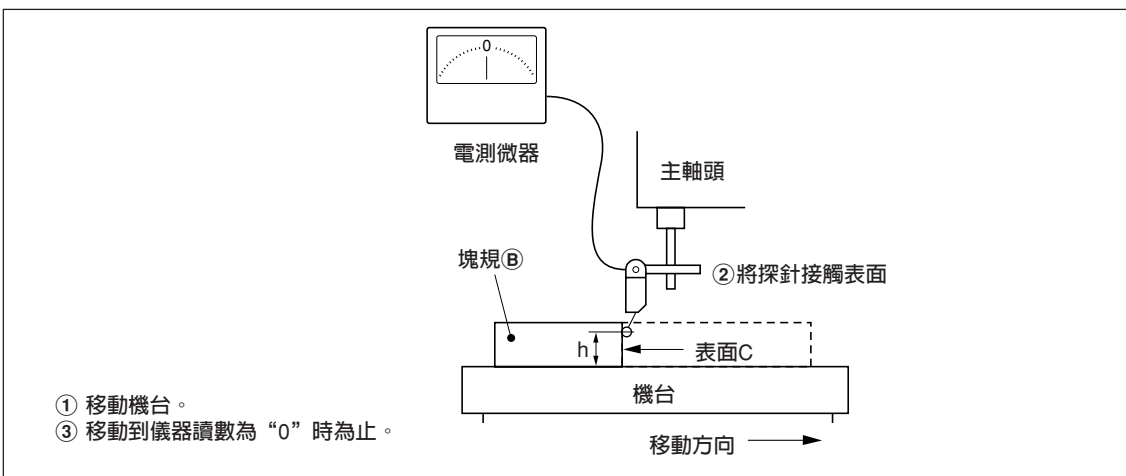 0
電測微器
主軸頭
塊規Ⓑ
②將探針接觸表面
h
表面C
機台
① 移動機台。
③ 移動到儀器讀數為“0”時為止。
移動方向